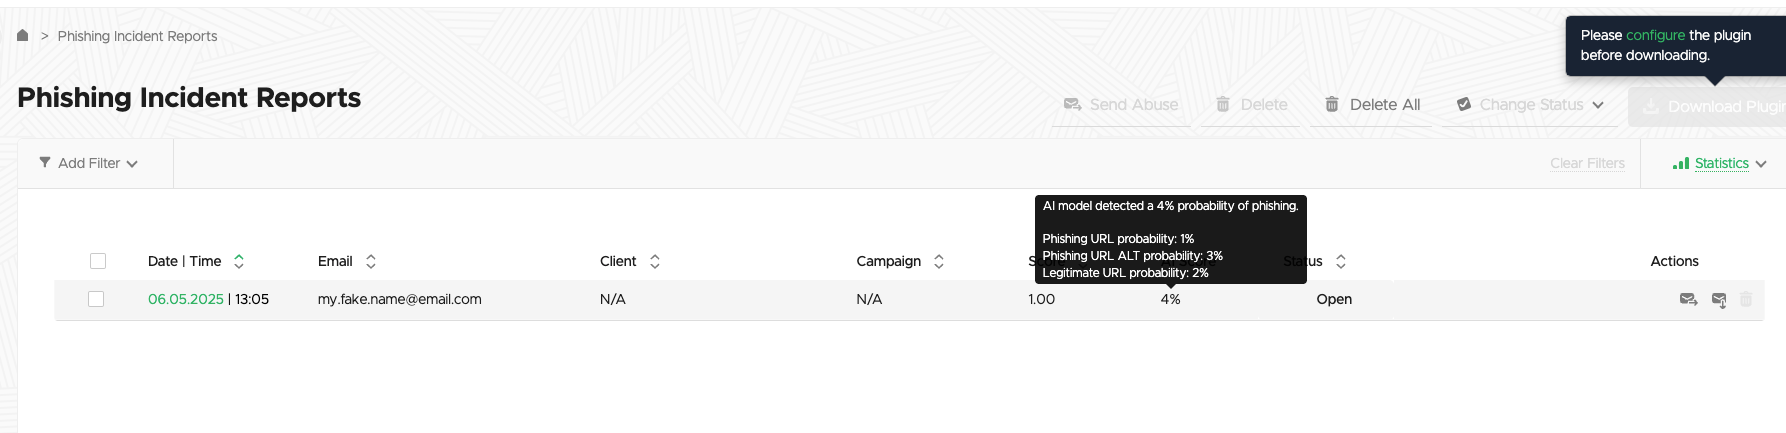 > Phishing Incident Reports
Please configure the plugin
before downloading.
Phishing Incident Reports
Send Abuse
Delete
Delete All
Change Status
Download Plugin
Add Filter
Clear Filters
Statistics
AI model detected a 4% probability of phishing.
Phishing URL probability: 1%
Phishing URL ALT probability: 3%
Legitimate URL probability: 2%
Date | Time
Email
Client
Campaign
Status
Actions
06.05.2025 | 13:05
my.fake.name@email.com
N/A
N/A
1.00
4%
Open